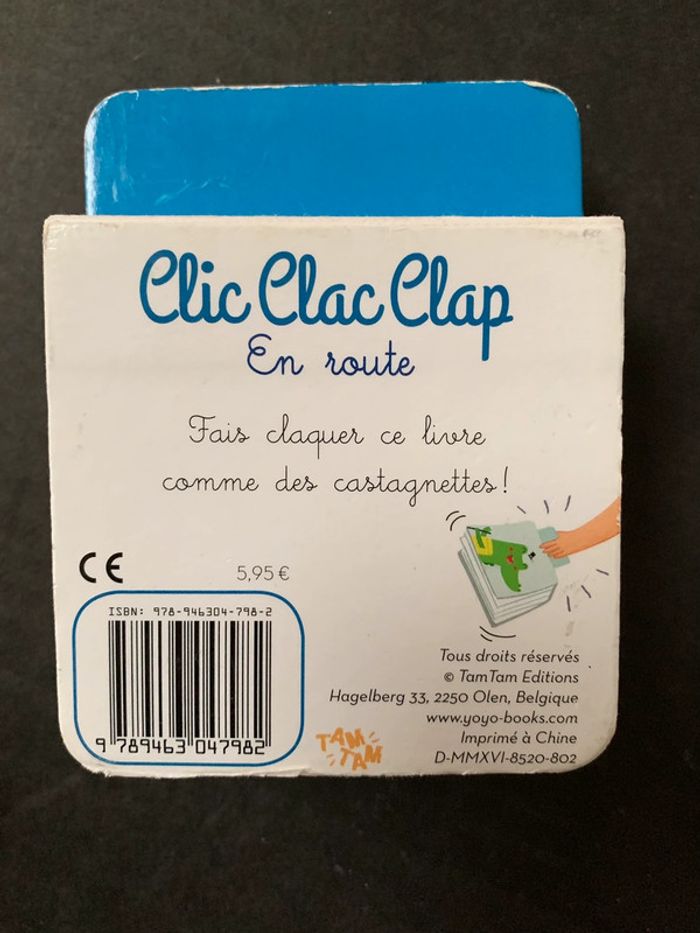 Clic Clac Clap
En route
Fais claquer ce livre
comme des castagnettes!
CE
5,95 €
ISBN: 978-946304-798-2
9 789463 047982
Tous droits réservés
© TamTam Editions
Hagelberg 33, 2250 Olen, Belgique
www.yoyo-books.com
Imprimé à Chine
D-MMXVI-8520-802
TAM
TAM